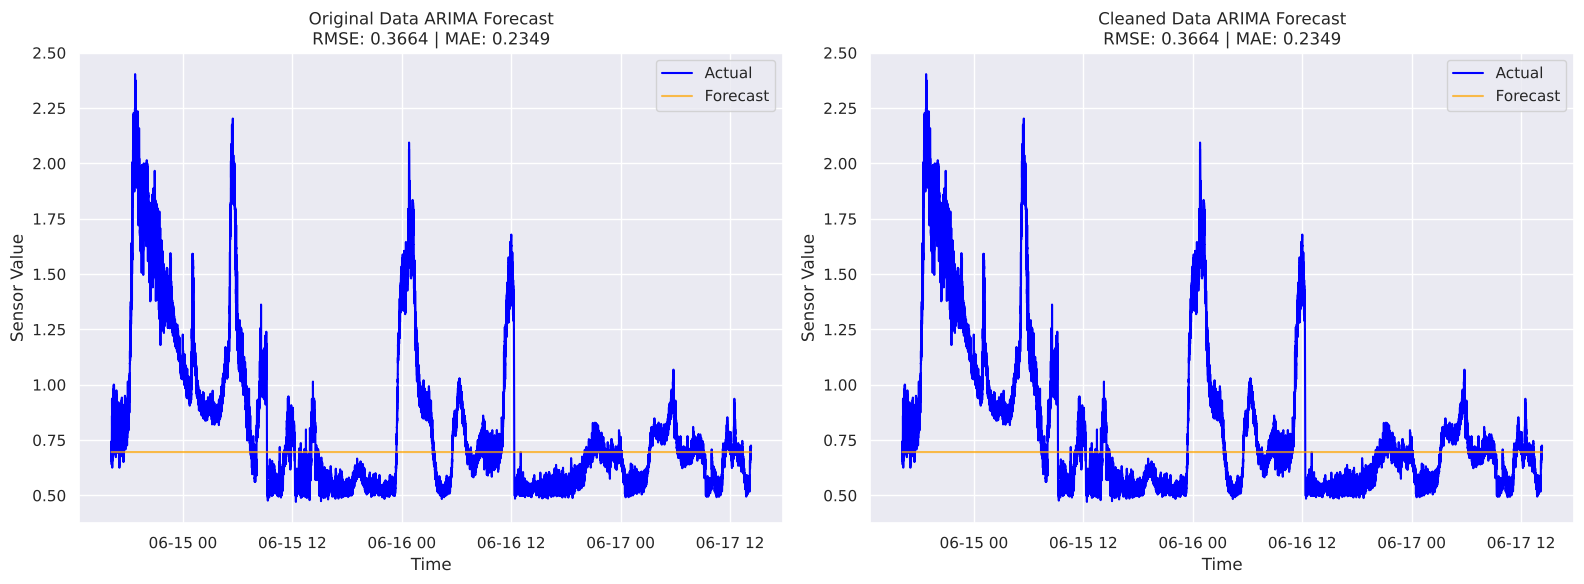 Original Data ARIMA Forecast
RMSE: 0.3664 | MAE: 0.2349
2.50
2.25
2.00
1.75
1.50
1.25
1.00
0.75
0.50
Sensor Value
Actual
Forecast
06-15 00 06-15 12 06-16 00 06-16 12 06-17 00 06-17 12
Time
Cleaned Data ARIMA Forecast
RMSE: 0.3664 | MAE: 0.2349
2.50
2.25
2.00
1.75
1.50
1.25
1.00
0.75
0.50
Sensor Value
Actual
Forecast
06-15 00 06-15 12 06-16 00 06-16 12 06-17 00 06-17 12
Time